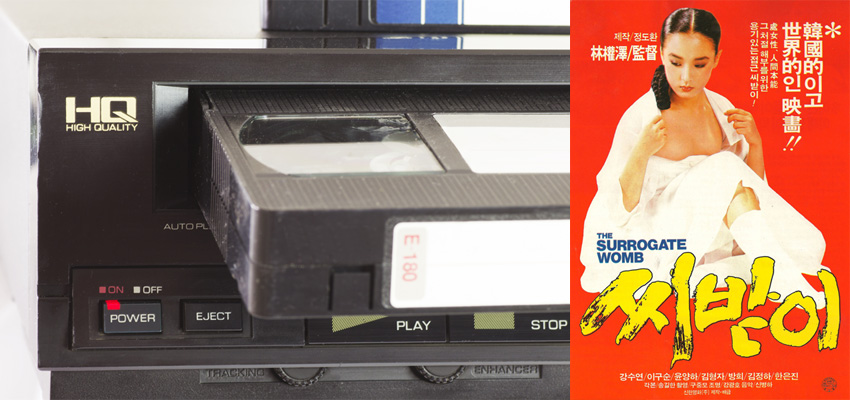 HQ
HIGH QUALITY
AUTO PL
E-180
ON OFF
POWER
EJECT
PLAY
STOP
TRACKING
ENHANCER
제작/정도환
林權澤/監督
*
韓國的이고
世界的인 映畫!!
處女性, 人間本能
그 처절 해부를 위한
용기있는 접근 씨받이!
THE
SURROGATE
WOMB
씨받이
강수연/이구순/윤양하/김형자/방희/김정하/한은진